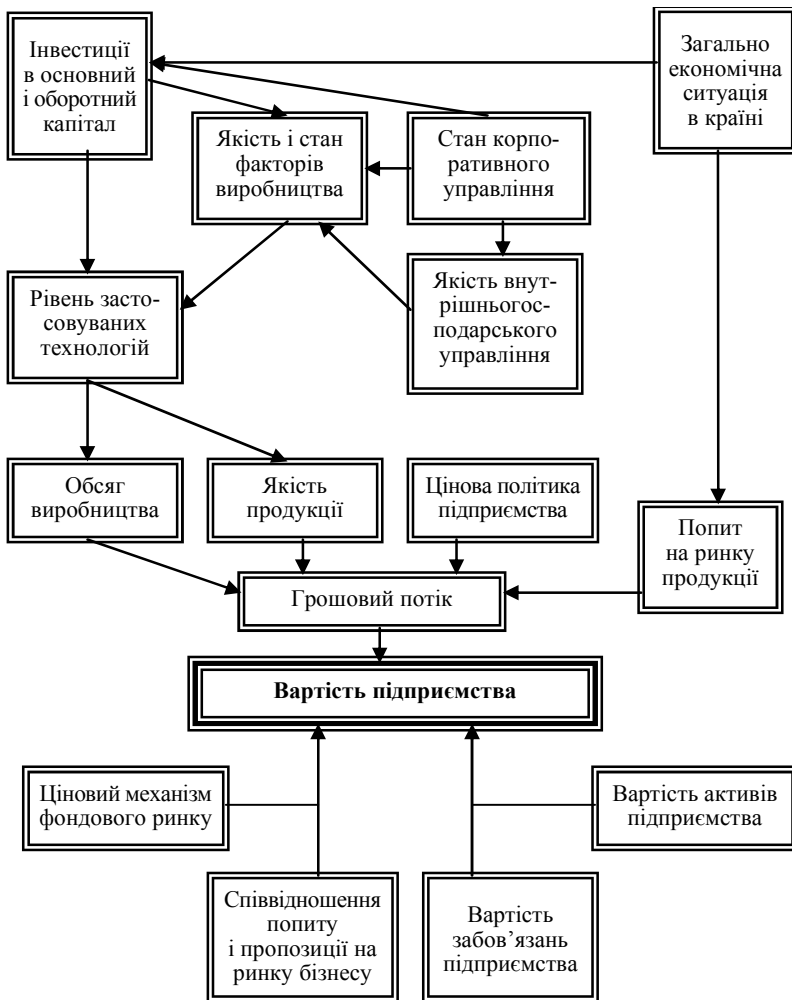 Інвестиції
в основний
і оборотний
капітал
Загально
економічна
ситуація
в країні
Якість і стан
факторів
виробництва
Стан корпо-
ративного
управління
Рівень засто-
совуваних
технологій
Якість внут-
рішньогос-
подарського
управління
Обсяг
виробництва
Якість
продукції
Цінова політика
підприємства
Попит
на ринку
продукції
Грошовий потік
Вартість підприємства
Ціновий механізм
фондового ринку
Вартість активів
підприємства
Співвідношення
попиту
і пропозиції на
ринку бізнесу
Вартість
забов’язань
підприємства